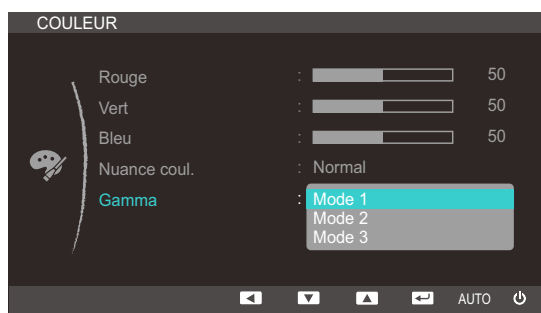 COULEUR
Rouge : 50
Vert : 50
Bleu : 50
Nuance coul. : Normal
Gamma : Mode 1
Mode 2
Mode 3
AUTO